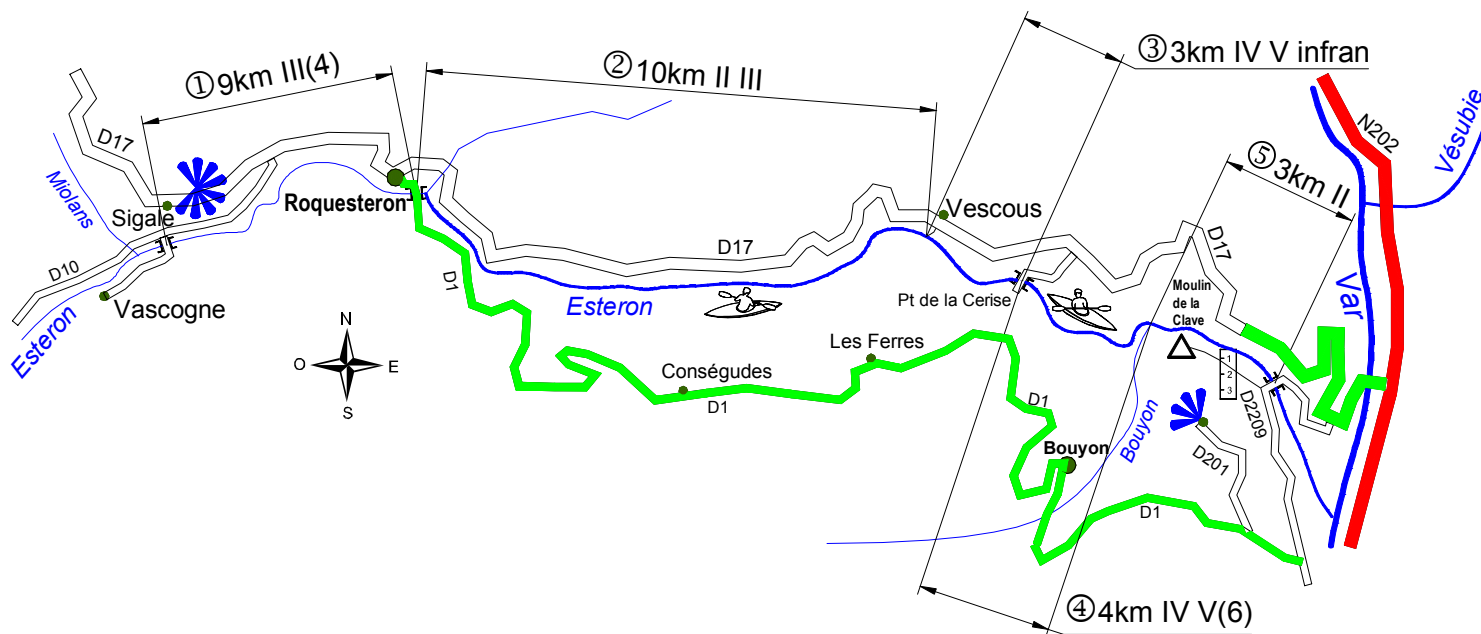 ①9km III(4)
②10km II III
③3km IV V infran
N202
Vésubie
D17
Miolans
Sigale
Roquesteron
Vescous
⑤3km II
D17
D17
Var
D10
Vascogne
Esteron
D1
Esteron
Pt de la Cerise
Moulin
de la
Clave
N
O
E
S
Les Ferres
Conségudes
D1
1
2
3
D1
Bouyon
Bouyon
D2209
D201
D1
④4km IV V(6)